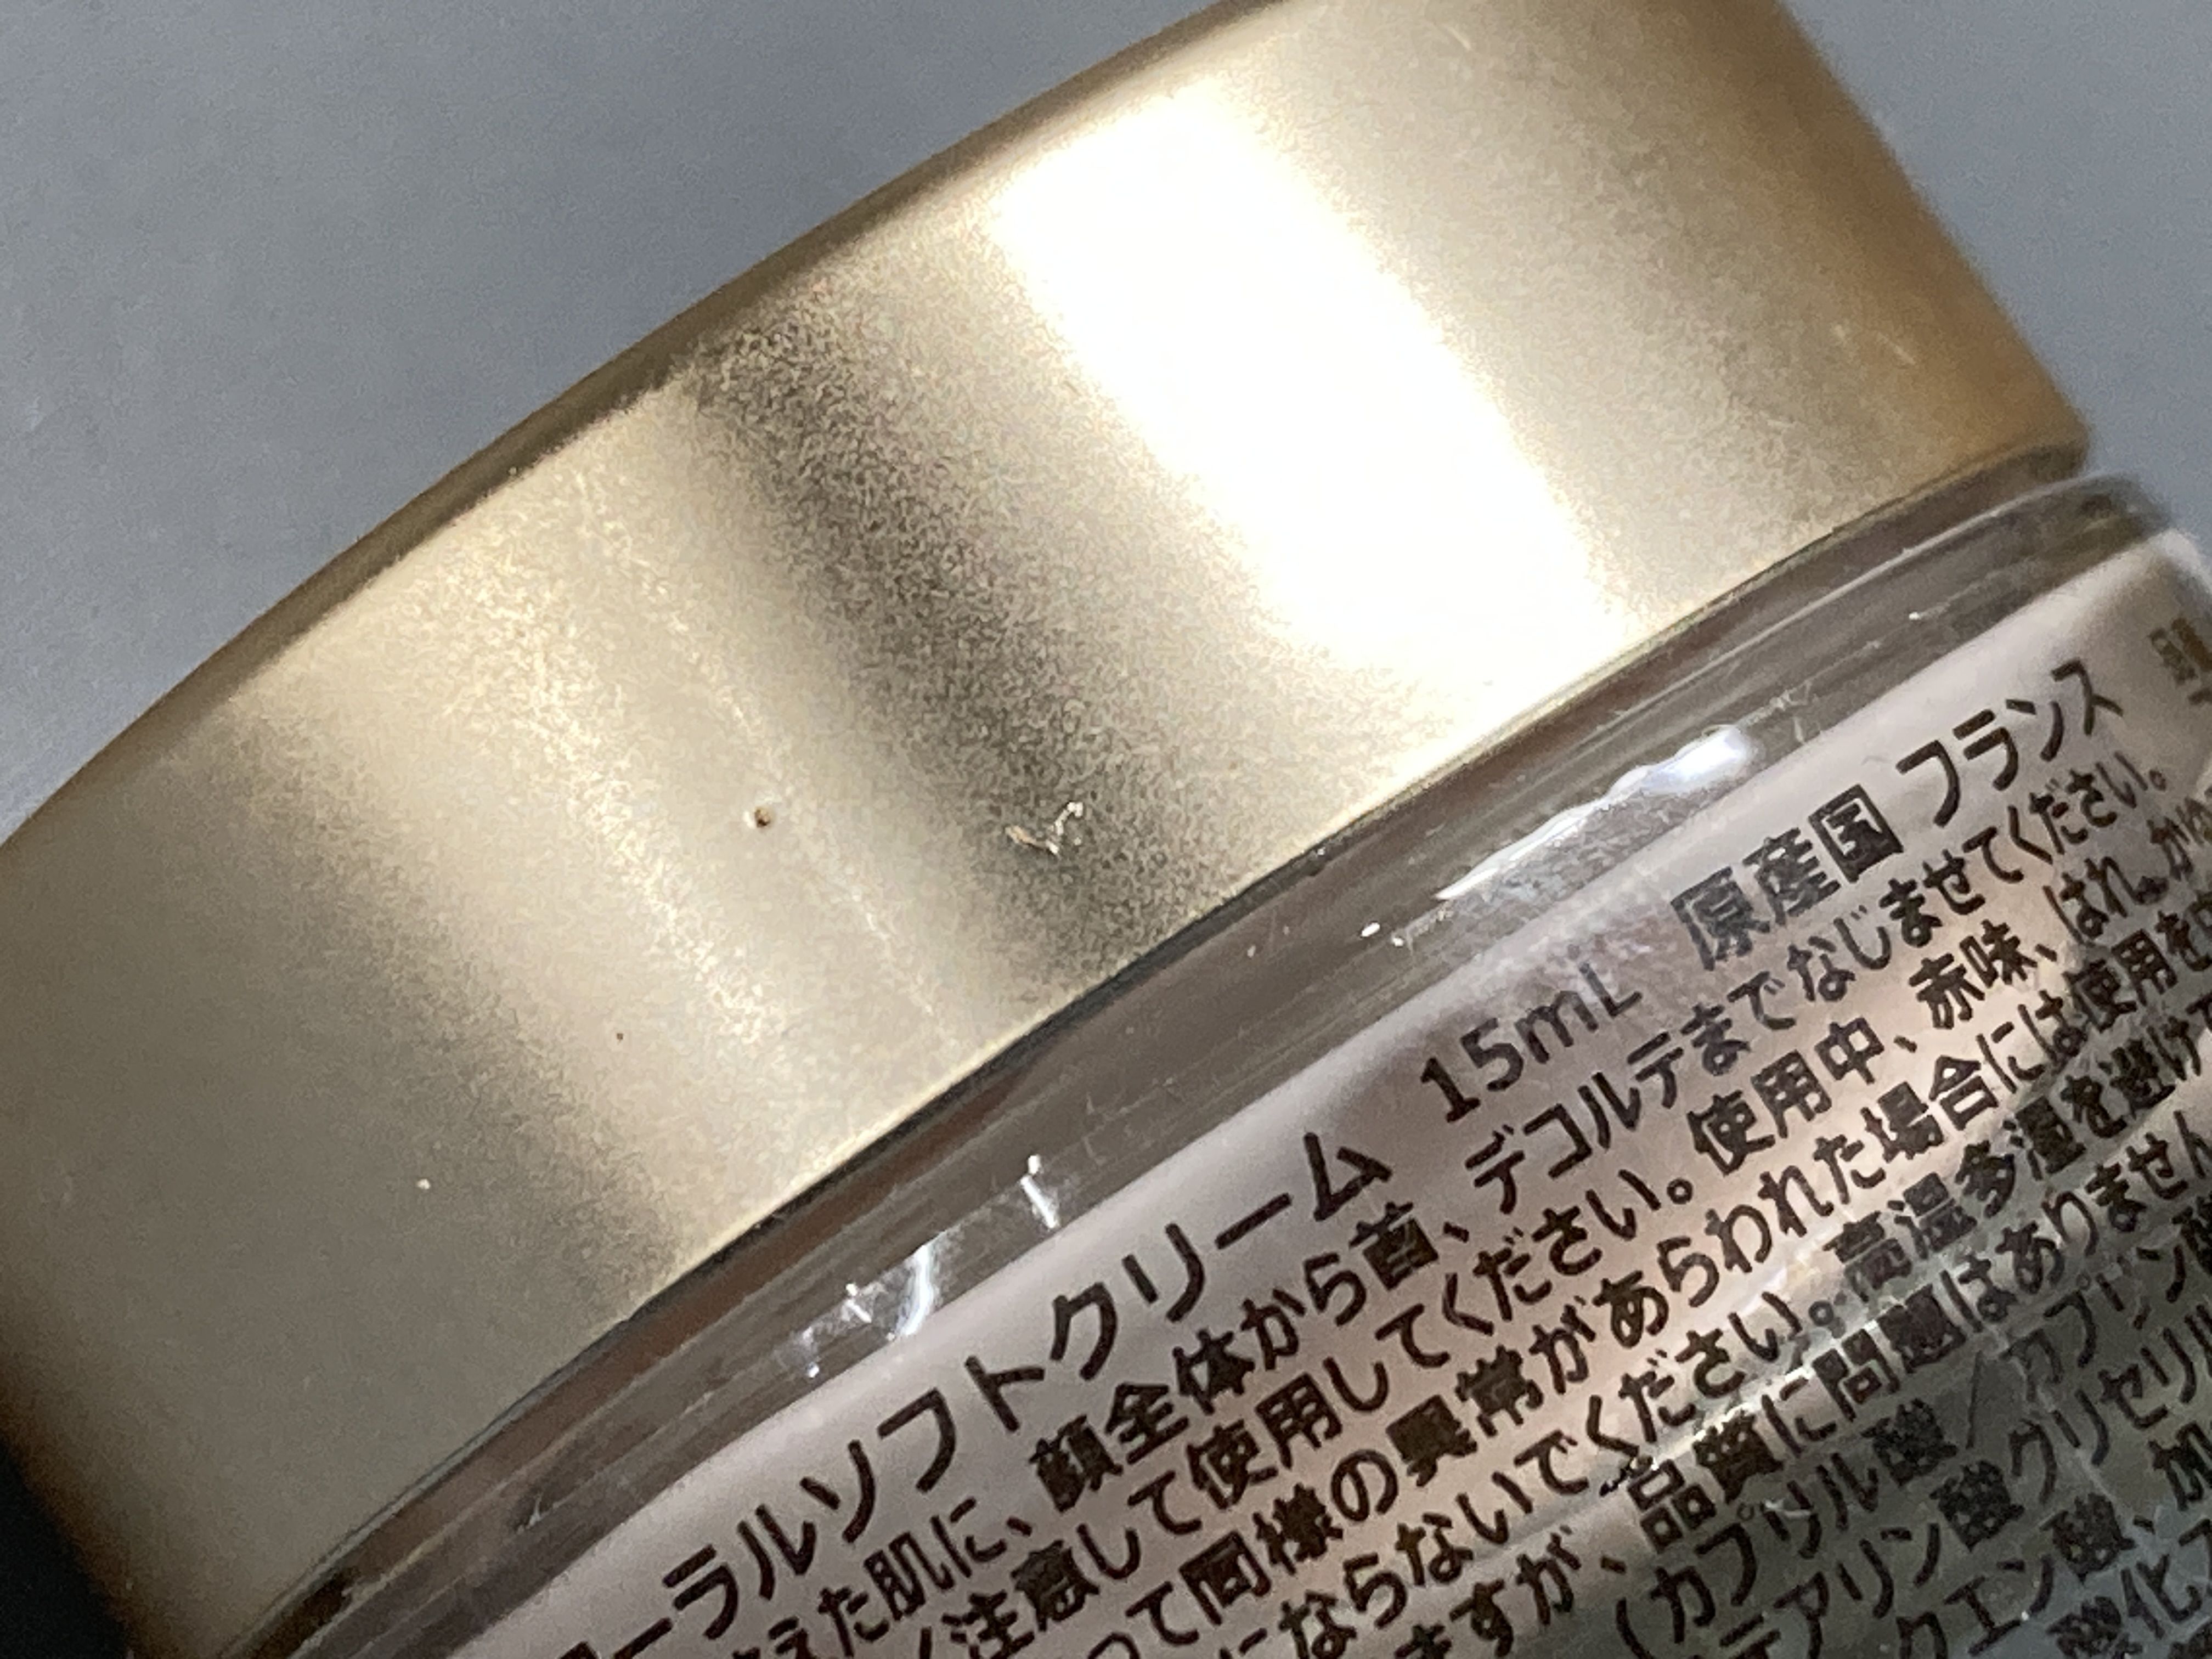 ーラルソフトクリーム 15mL 原産国 フランス
えた肌に、顔全体から首、デコルテまでなじませてください。
注意して使用してください。使用中、赤味、はれ、かゆ
って同様の異常があらわれた場合には使用を中
にならないでください。高温多湿を避けて
ますが、品質に問題はありません
(カプリル酸/カプリン酸
テアリン酸グリセリル
クエン酸、加
酸化